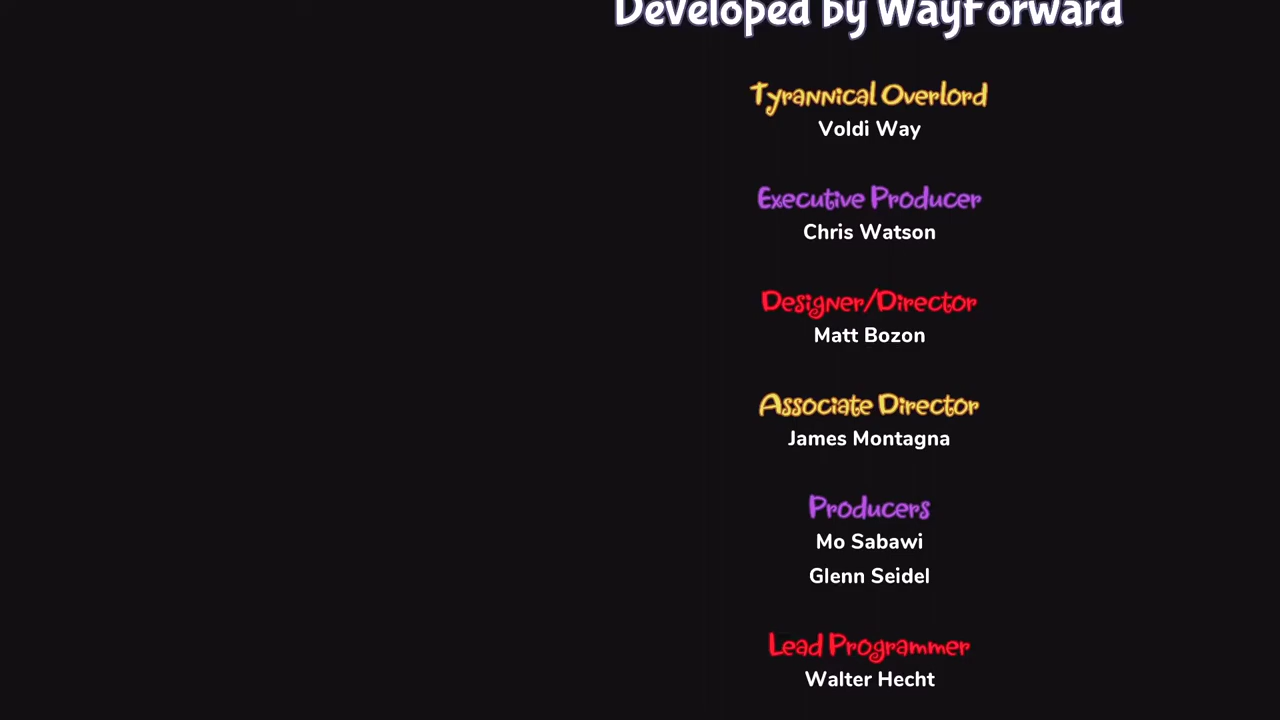 Developed by WayForward
Tyrannical Overlord
Voldi Way
Executive Producer
Chris Watson
Designer/Director
Matt Bozon
Associate Director
James Montagna
Producers
Mo Sabawi
Glenn Seidel
Lead Programmer
Walter Hecht